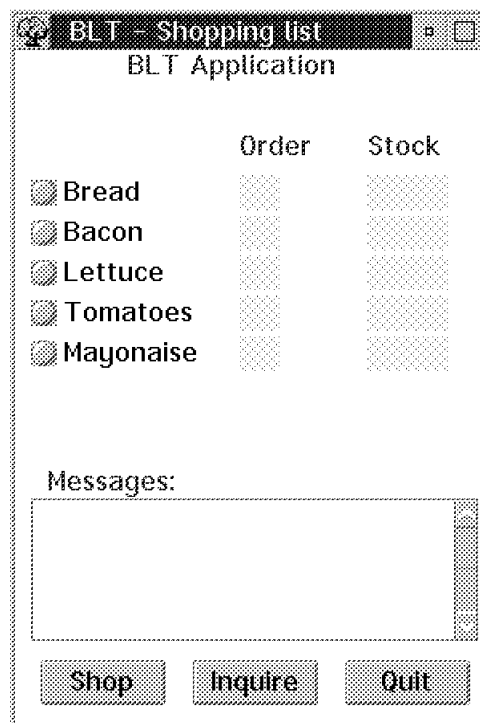 BLT - Shopping list
BLT Application
Order Stock
Bread
Bacon
Lettuce
Tomatoes
Mayonaise
Messages:
Shop Inquire Quit